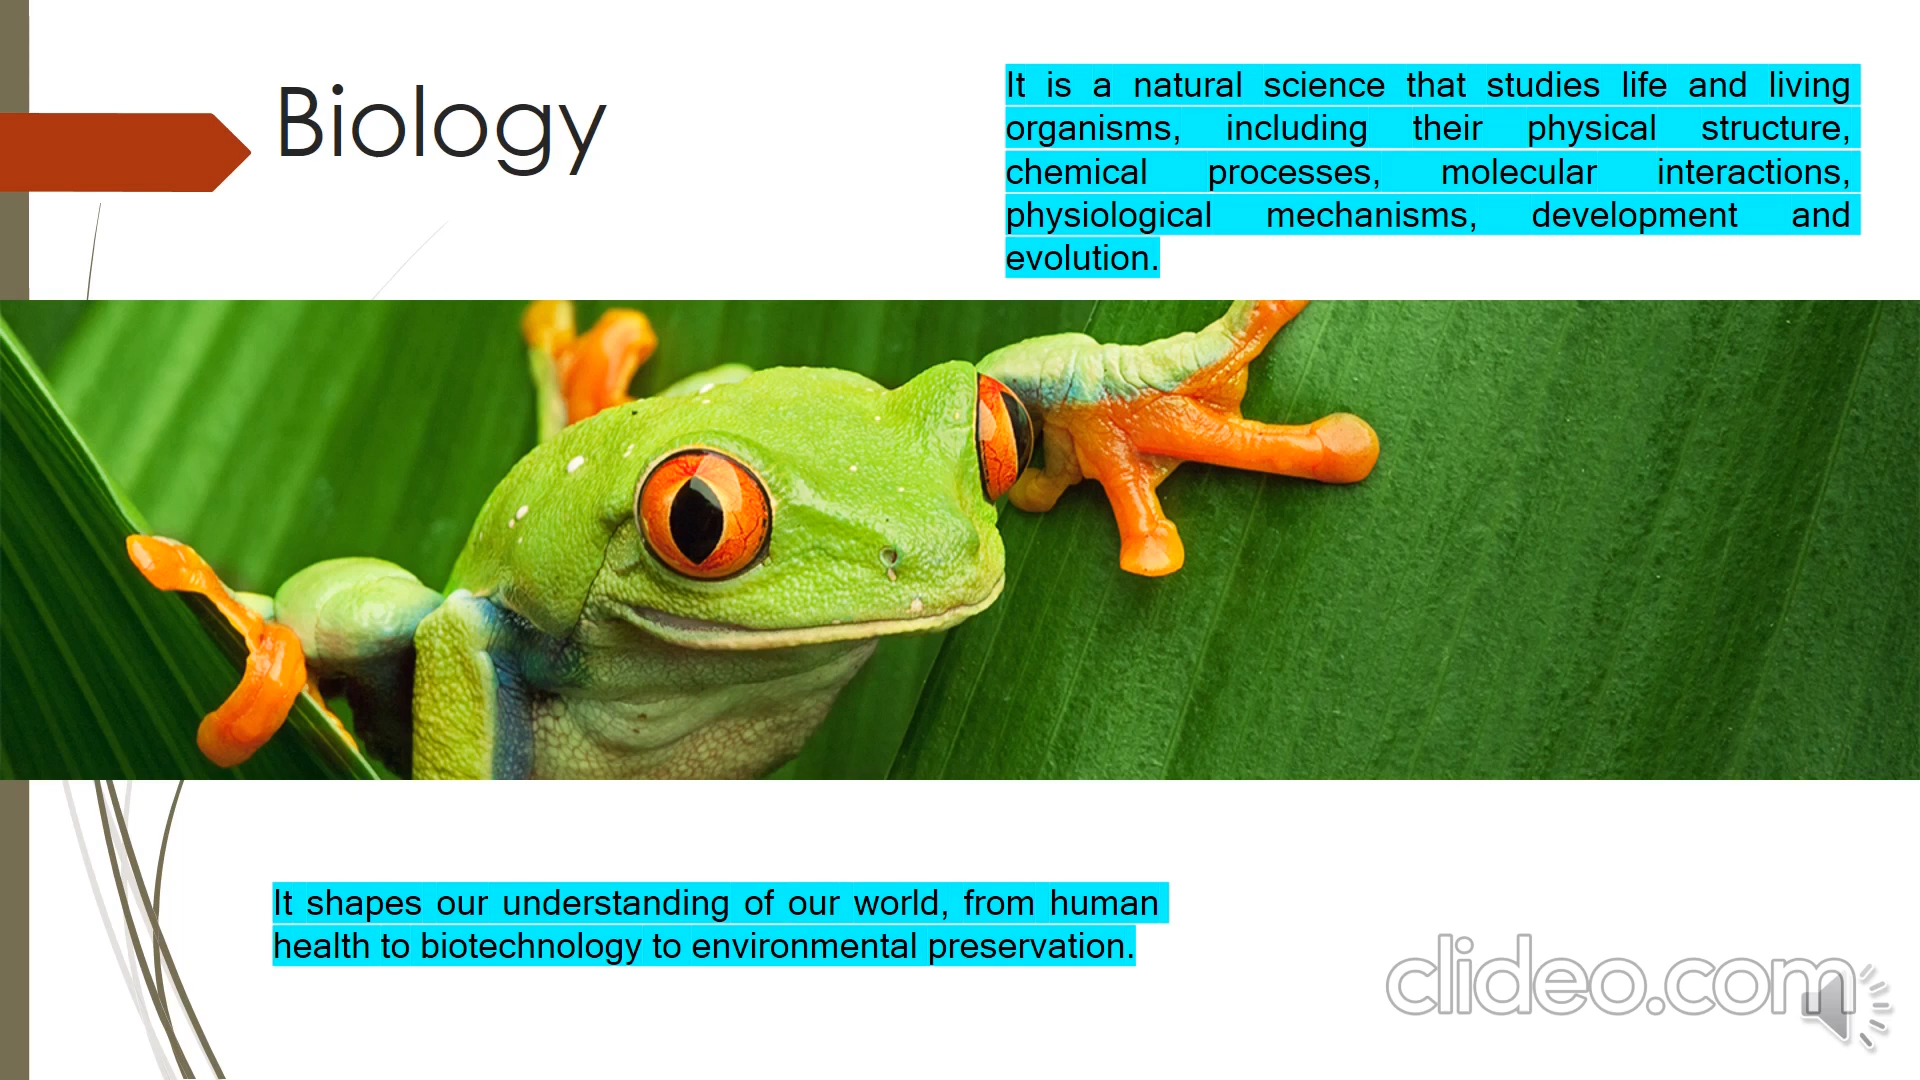 Biology
It is a natural science that studies life and living
organisms, including their physical structure,
chemical processes, molecular interactions,
physiological mechanisms, development and
evolution.
It shapes our understanding of our world, from human
health to biotechnology to environmental preservation.
clideo.com